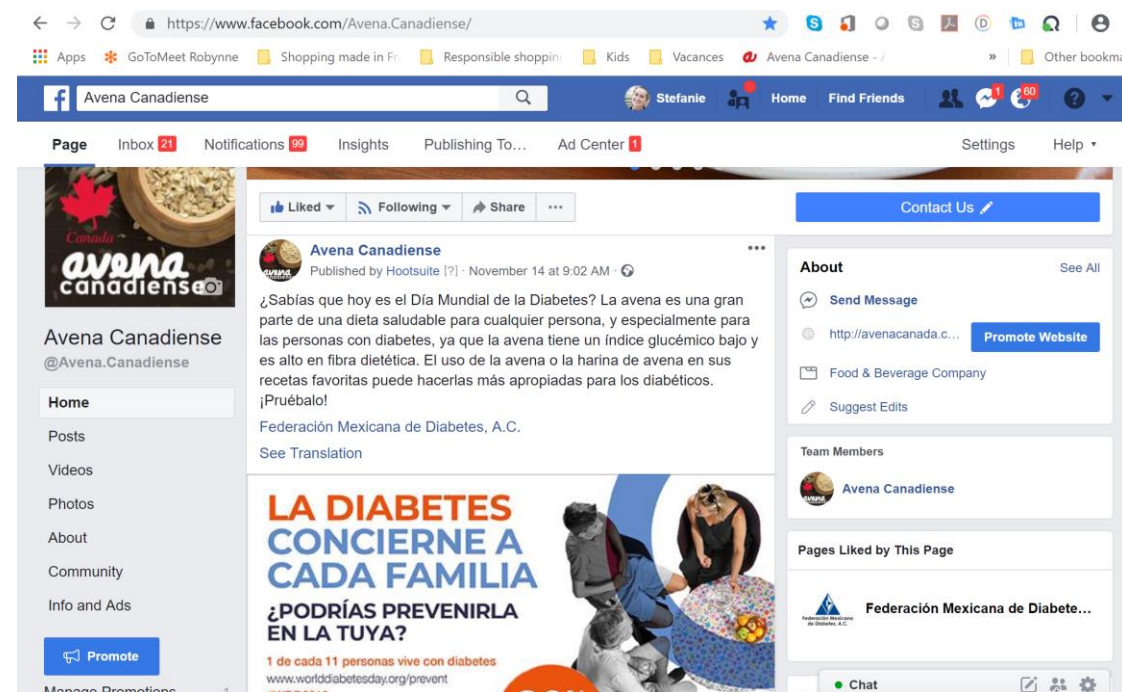 https://www.facebook.com/Avena.Canadiense/
Apps GoToMeet Robynne Shopping made in Fr Responsible shopping Kids Vacances Avena Canadiense - » Other bookma
Avena Canadiense Stefanie Home Find Friends 1 60
Page Inbox 21 Notifications 99 Insights Publishing To… Ad Center 1 Settings Help
Canada
avena
canadiense
Liked Following Share ...
Contact Us
Avena Canadiense
Published by Hootsuite [?] · November 14 at 9:02 AM ·
¿Sabías que hoy es el Día Mundial de la Diabetes? La avena es una gran
parte de una dieta saludable para cualquier persona, y especialmente para
las personas con diabetes, ya que la avena tiene un índice glucémico bajo y
es alto en fibra dietética. El uso de la avena o la harina de avena en sus
recetas favoritas puede hacerlas más apropiadas para los diabéticos.
¡Pruébalo!
Federación Mexicana de Diabetes, A.C.
See Translation
LA DIABETES
CONCIERNE A
CADA FAMILIA
¿PODRÍAS PREVENIRLA
EN LA TUYA?
1 de cada 11 personas vive con diabetes
www.worlddiabetesday.org/prevent
Avena Canadiense
@Avena.Canadiense
Home
Posts
Videos
Photos
About
Community
Info and Ads
Promote
Manage Promotions 1
About See All
Send Message
http://avenacanada.c... Promote Website
Food & Beverage Company
Suggest Edits
Team Members
Avena Canadiense
Pages Liked by This Page
Federación Mexicana de Diabetes, A.C.
Federación Mexicana de Diabete...
Chat